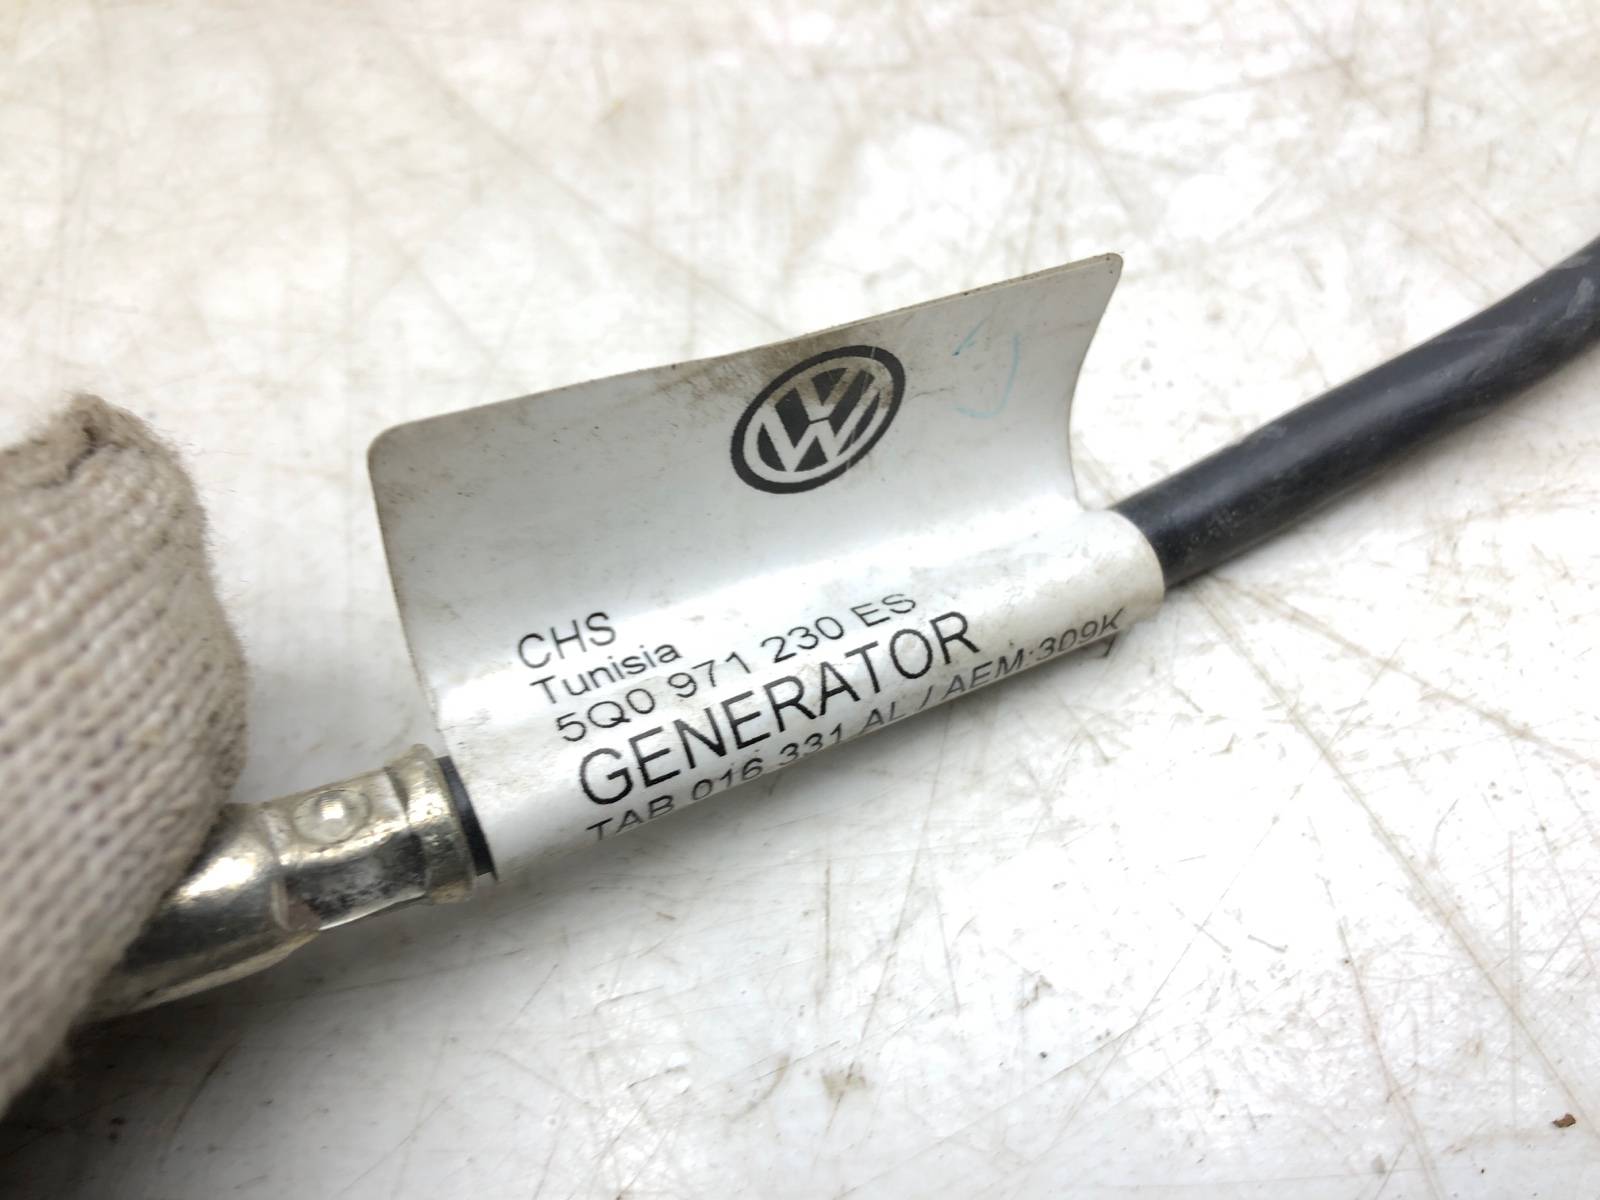 CHS
Tunisia
5Q0 971 230 ES
GENERATOR
TAB 016 331 AL / AEM:309K